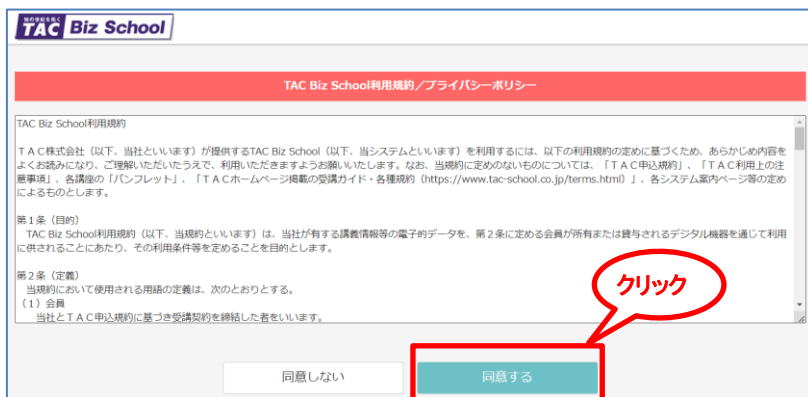 知の学校を拓く
TAC Biz School
TAC Biz School利用規約／プライバシーポリシー
TAC Biz School利用規約
ＴＡＣ株式会社（以下、当社といいます）が提供するTAC Biz School（以下、当システムといいます）を利用するには、以下の利用規約の定めに基づくため、あらかじめ内容を
よくお読みになり、ご理解いただいたうえで、利用いただきますようお願いいたします。なお、当規約に定めのないものについては、「ＴＡＣ申込規約」、「ＴＡＣ利用上の注
意事項」、各講座の「パンフレット」、「ＴＡＣホームページ掲載の受講ガイド・各種規約（https://www.tac-school.co.jp/terms.html）」、各システム案内ページ等の定め
によるものとします。
第１条（目的）
TAC Biz School利用規約（以下、当規約といいます）は、当社が有する講義情報等の電子的データを、第２条に定める会員が所有または貸与されるデジタル機器を通じて利用
に供されることにあたり、その利用条件等を定めることを目的とします。
第２条（定義）
当規約において使用される用語の定義は、次のとおりとする。
（１）会員
当社とＴＡＣ申込規約に基づき受講契約を締結した者をいいます。
クリック
同意しない
同意する